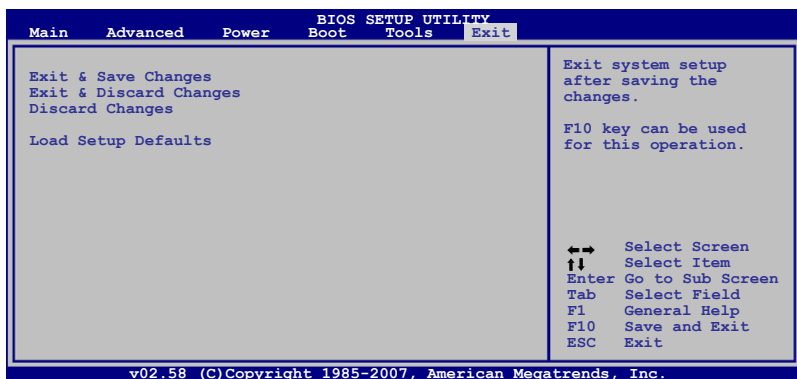 BIOS SETUP UTILITY
Main Advanced Power Boot Tools Exit
Exit & Save Changes
Exit & Discard Changes
Discard Changes
Load Setup Defaults
Exit system setup
after saving the
changes.
F10 key can be used
for this operation.
←→ Select Screen
↑↓ Select Item
Enter Go to Sub Screen
Tab Select Field
F1 General Help
F10 Save and Exit
ESC Exit
v02.58 (C)Copyright 1985-2007, American Megatrends, Inc.